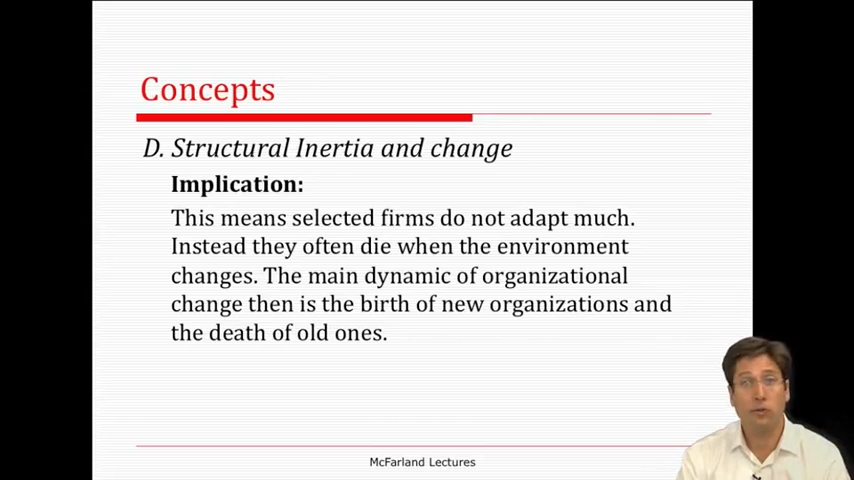 Concepts
D. Structural Inertia and change
Implication:
This means selected firms do not adapt much.
Instead they often die when the environment
changes. The main dynamic of organizational
change then is the birth of new organizations and
the death of old ones.
McFarland Lectures